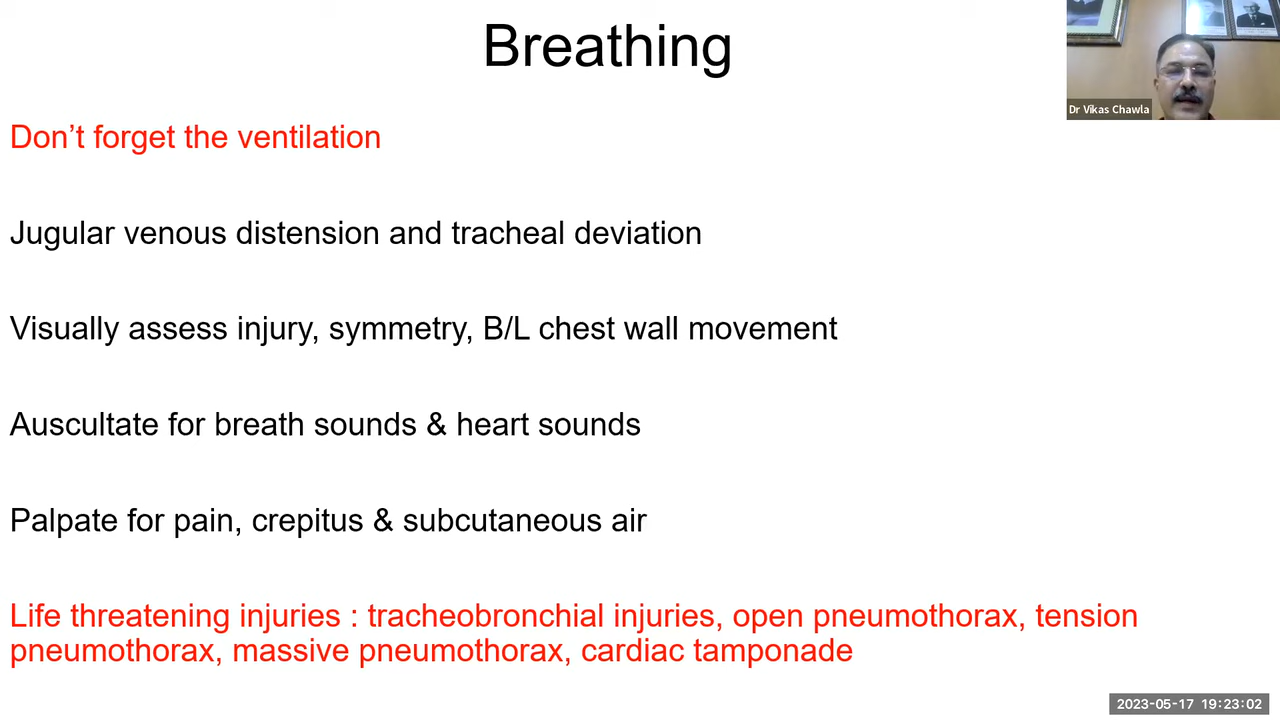 Breathing
Dr Vikas Chawla
Don’t forget the ventilation
Jugular venous distension and tracheal deviation
Visually assess injury, symmetry, B/L chest wall movement
Auscultate for breath sounds & heart sounds
Palpate for pain, crepitus & subcutaneous air
Life threatening injuries : tracheobronchial injuries, open pneumothorax, tension
pneumothorax, massive pneumothorax, cardiac tamponade
2023-05-17 19:23:02